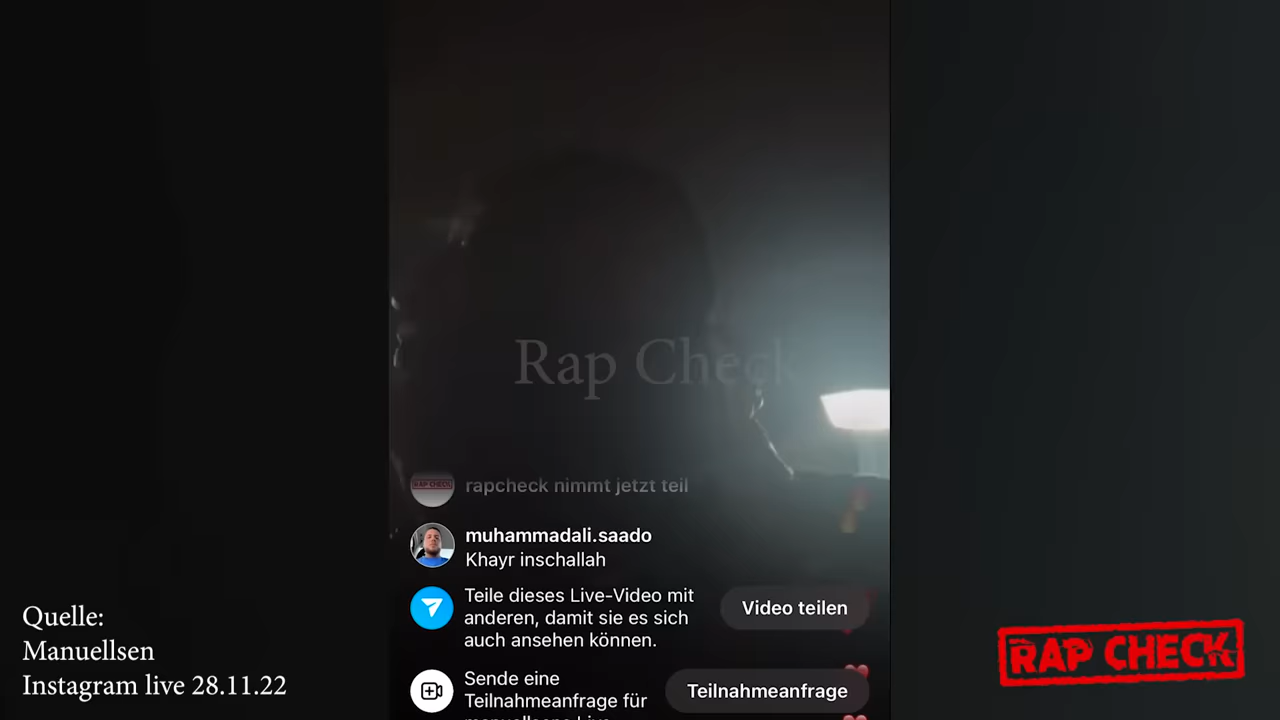 Rap Check
RAP CHECK
rapcheck nimmt jetzt teil
muhammadali.saado
Khayr inschallah
Teile dieses Live-Video mit
anderen, damit sie es sich
auch ansehen können.
Video teilen
Sende eine
Teilnahmeanfrage für
Teilnahmeanfrage
Quelle:
Manuellsen
Instagram live 28.11.22
RAP CHECK